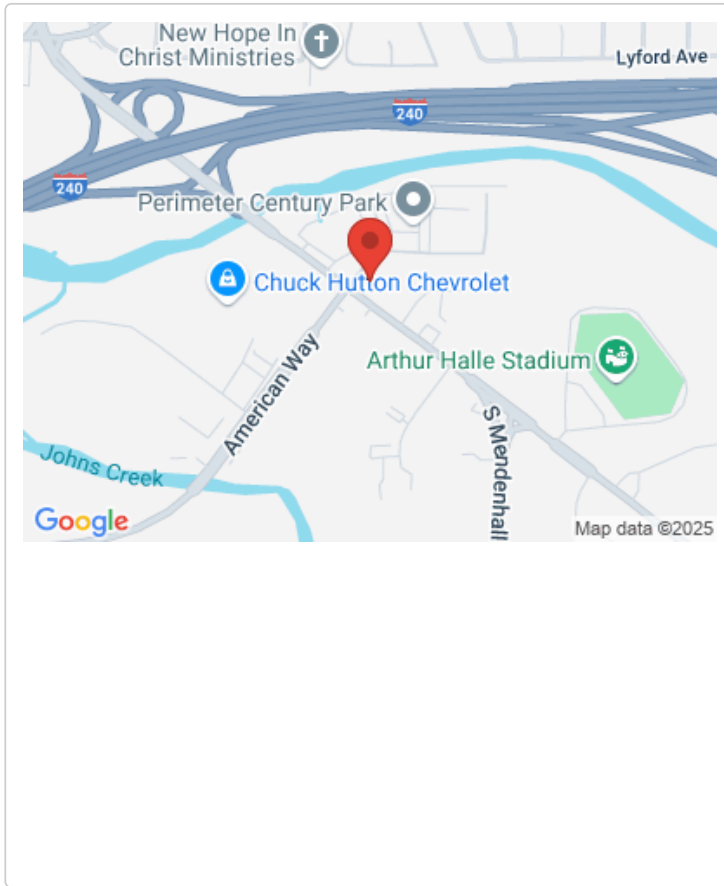 New Hope In
Christ Ministries
Lyford Ave
240
240
Perimeter Century Park
Chuck Hutton Chevrolet
Arthur Halle Stadium
American Way
S Mendenhall
Johns Creek
Google
Map data ©2025